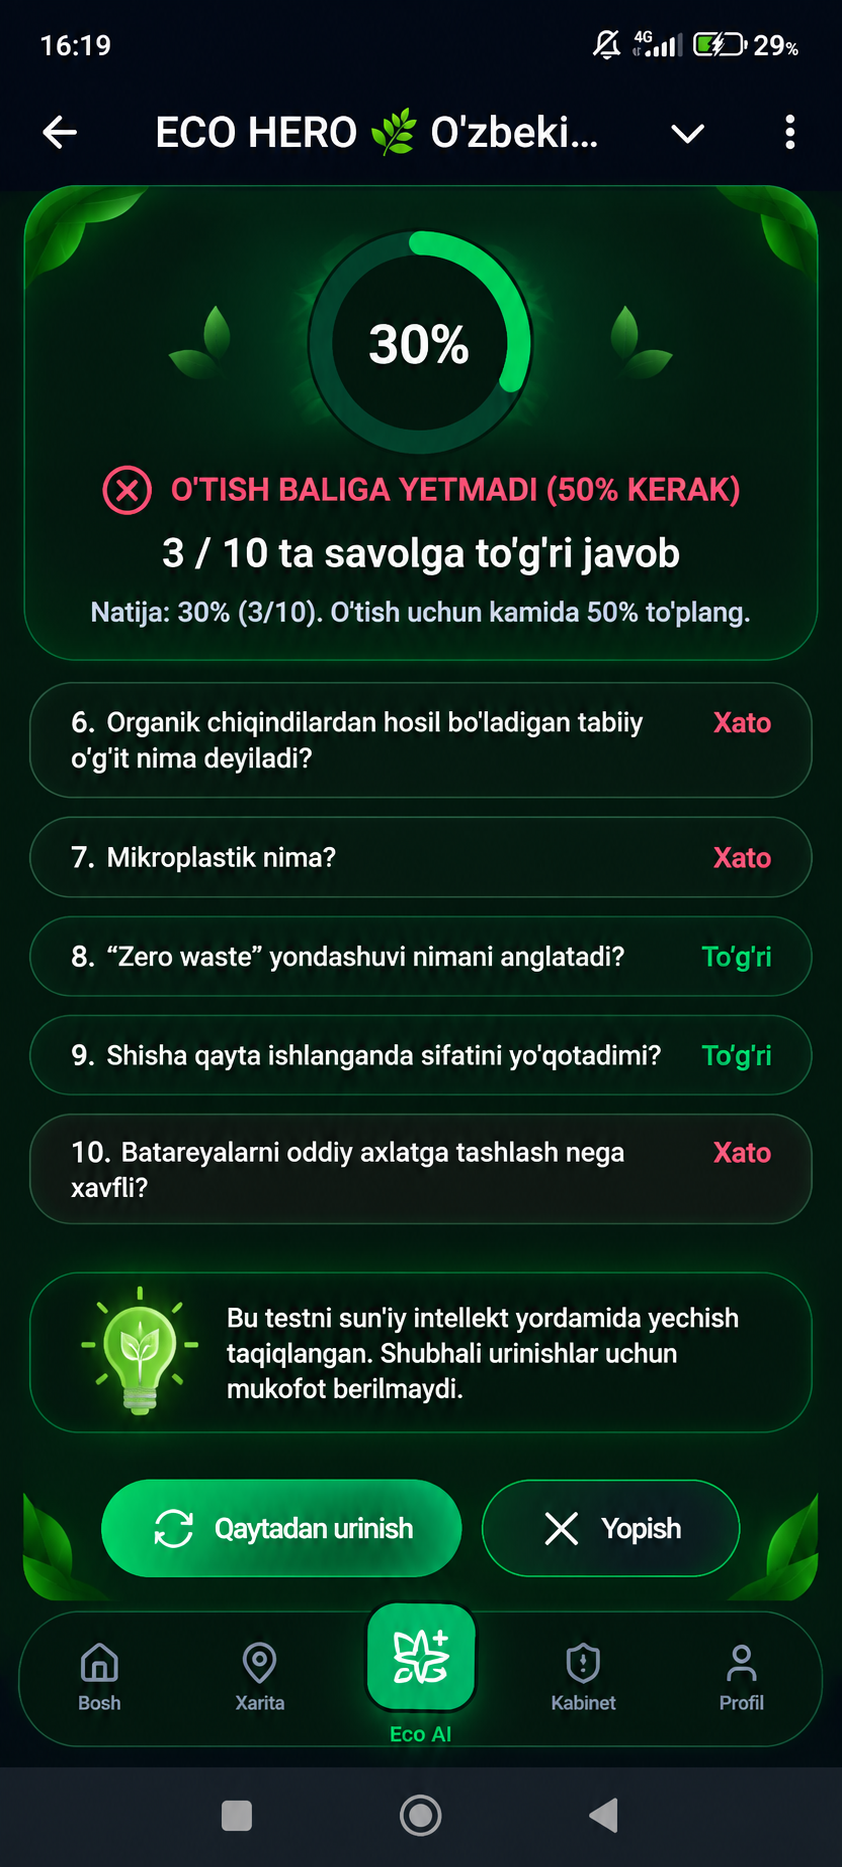 16:19
4G
29%
ECO HERO 🌿 O'zbeki...
30%
O'TISH BALIGA YETMADI (50% KERAK)
3 / 10 ta savolga to'g'ri javob
Natija: 30% (3/10). O'tish uchun kamida 50% to'plang.
6. Organik chiqindilardan hosil bo'ladigan tabiiy
o'g'it nima deyiladi?
Xato
7. Mikroplastik nima?
Xato
8. “Zero waste” yondashuvi nimani anglatadi?
To'g'ri
9. Shisha qayta ishlanganda sifatini yo'qotadimi?
To'g'ri
10. Batareyalarni oddiy axlatga tashlash nega
xavfli?
Xato
Bu testni sun'iy intellekt yordamida yechish
taqiqlangan. Shubhali urinishlar uchun
mukofot berilmaydi.
Qaytadan urinish
Yopish
Bosh
Xarita
Eco AI
Kabinet
Profil